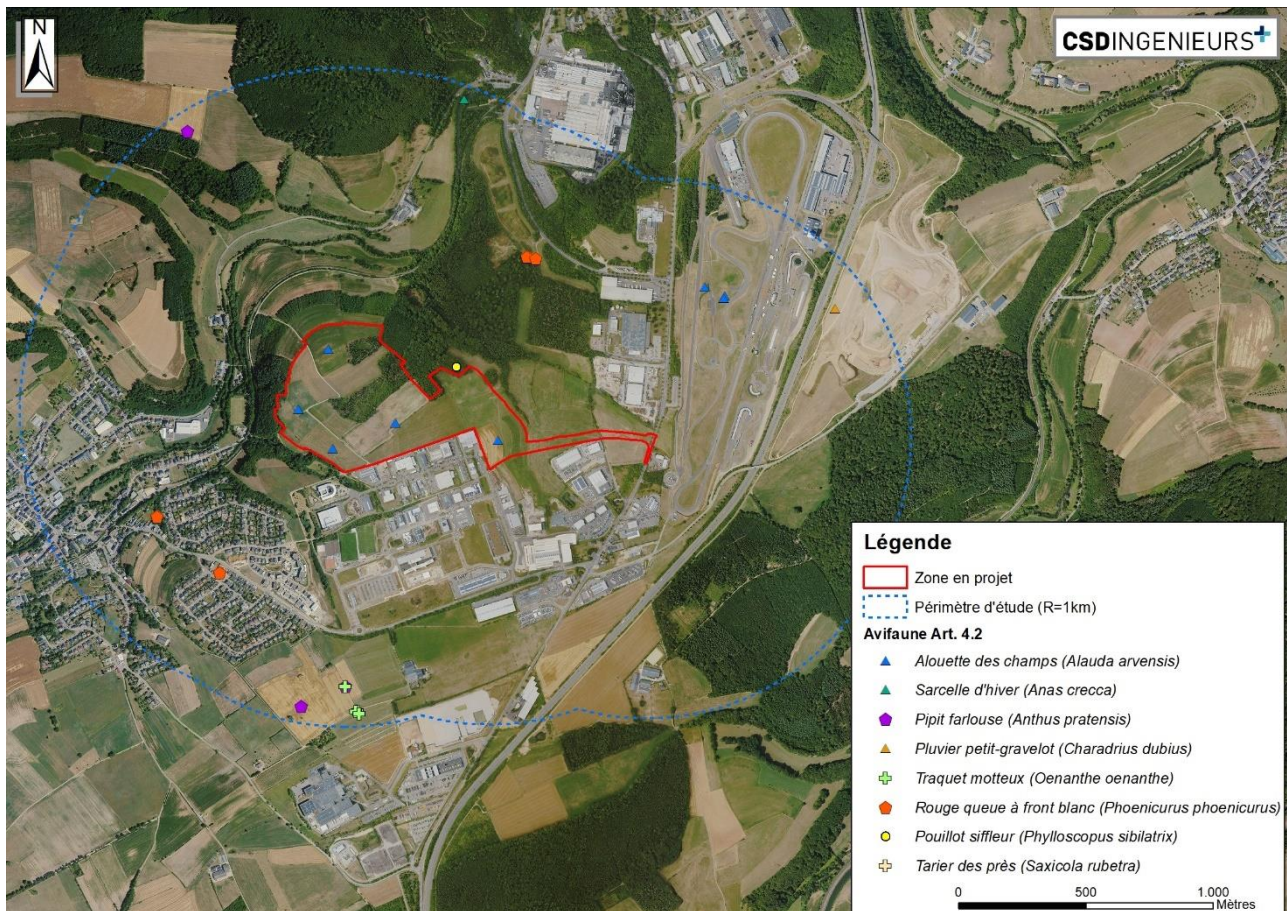 N
CSDINGENIEURS+
Légende
Zone en projet
Périmètre d'étude (R=1km)
Avifaune Art. 4.2
Alouette des champs (Alauda arvensis)
Sarcelle d'hiver (Anas crecca)
Pipit farlouse (Anthus pratensis)
Pluvier petit-gravelot (Charadrius dubius)
Traquet motteux (Oenanthe oenanthe)
Rouge queue à front blanc (Phoenicurus phoenicurus)
Pouillot siffleur (Phylloscopus sibilatrix)
Tarier des près (Saxicola rubetra)
0 500 1.000
Mètres